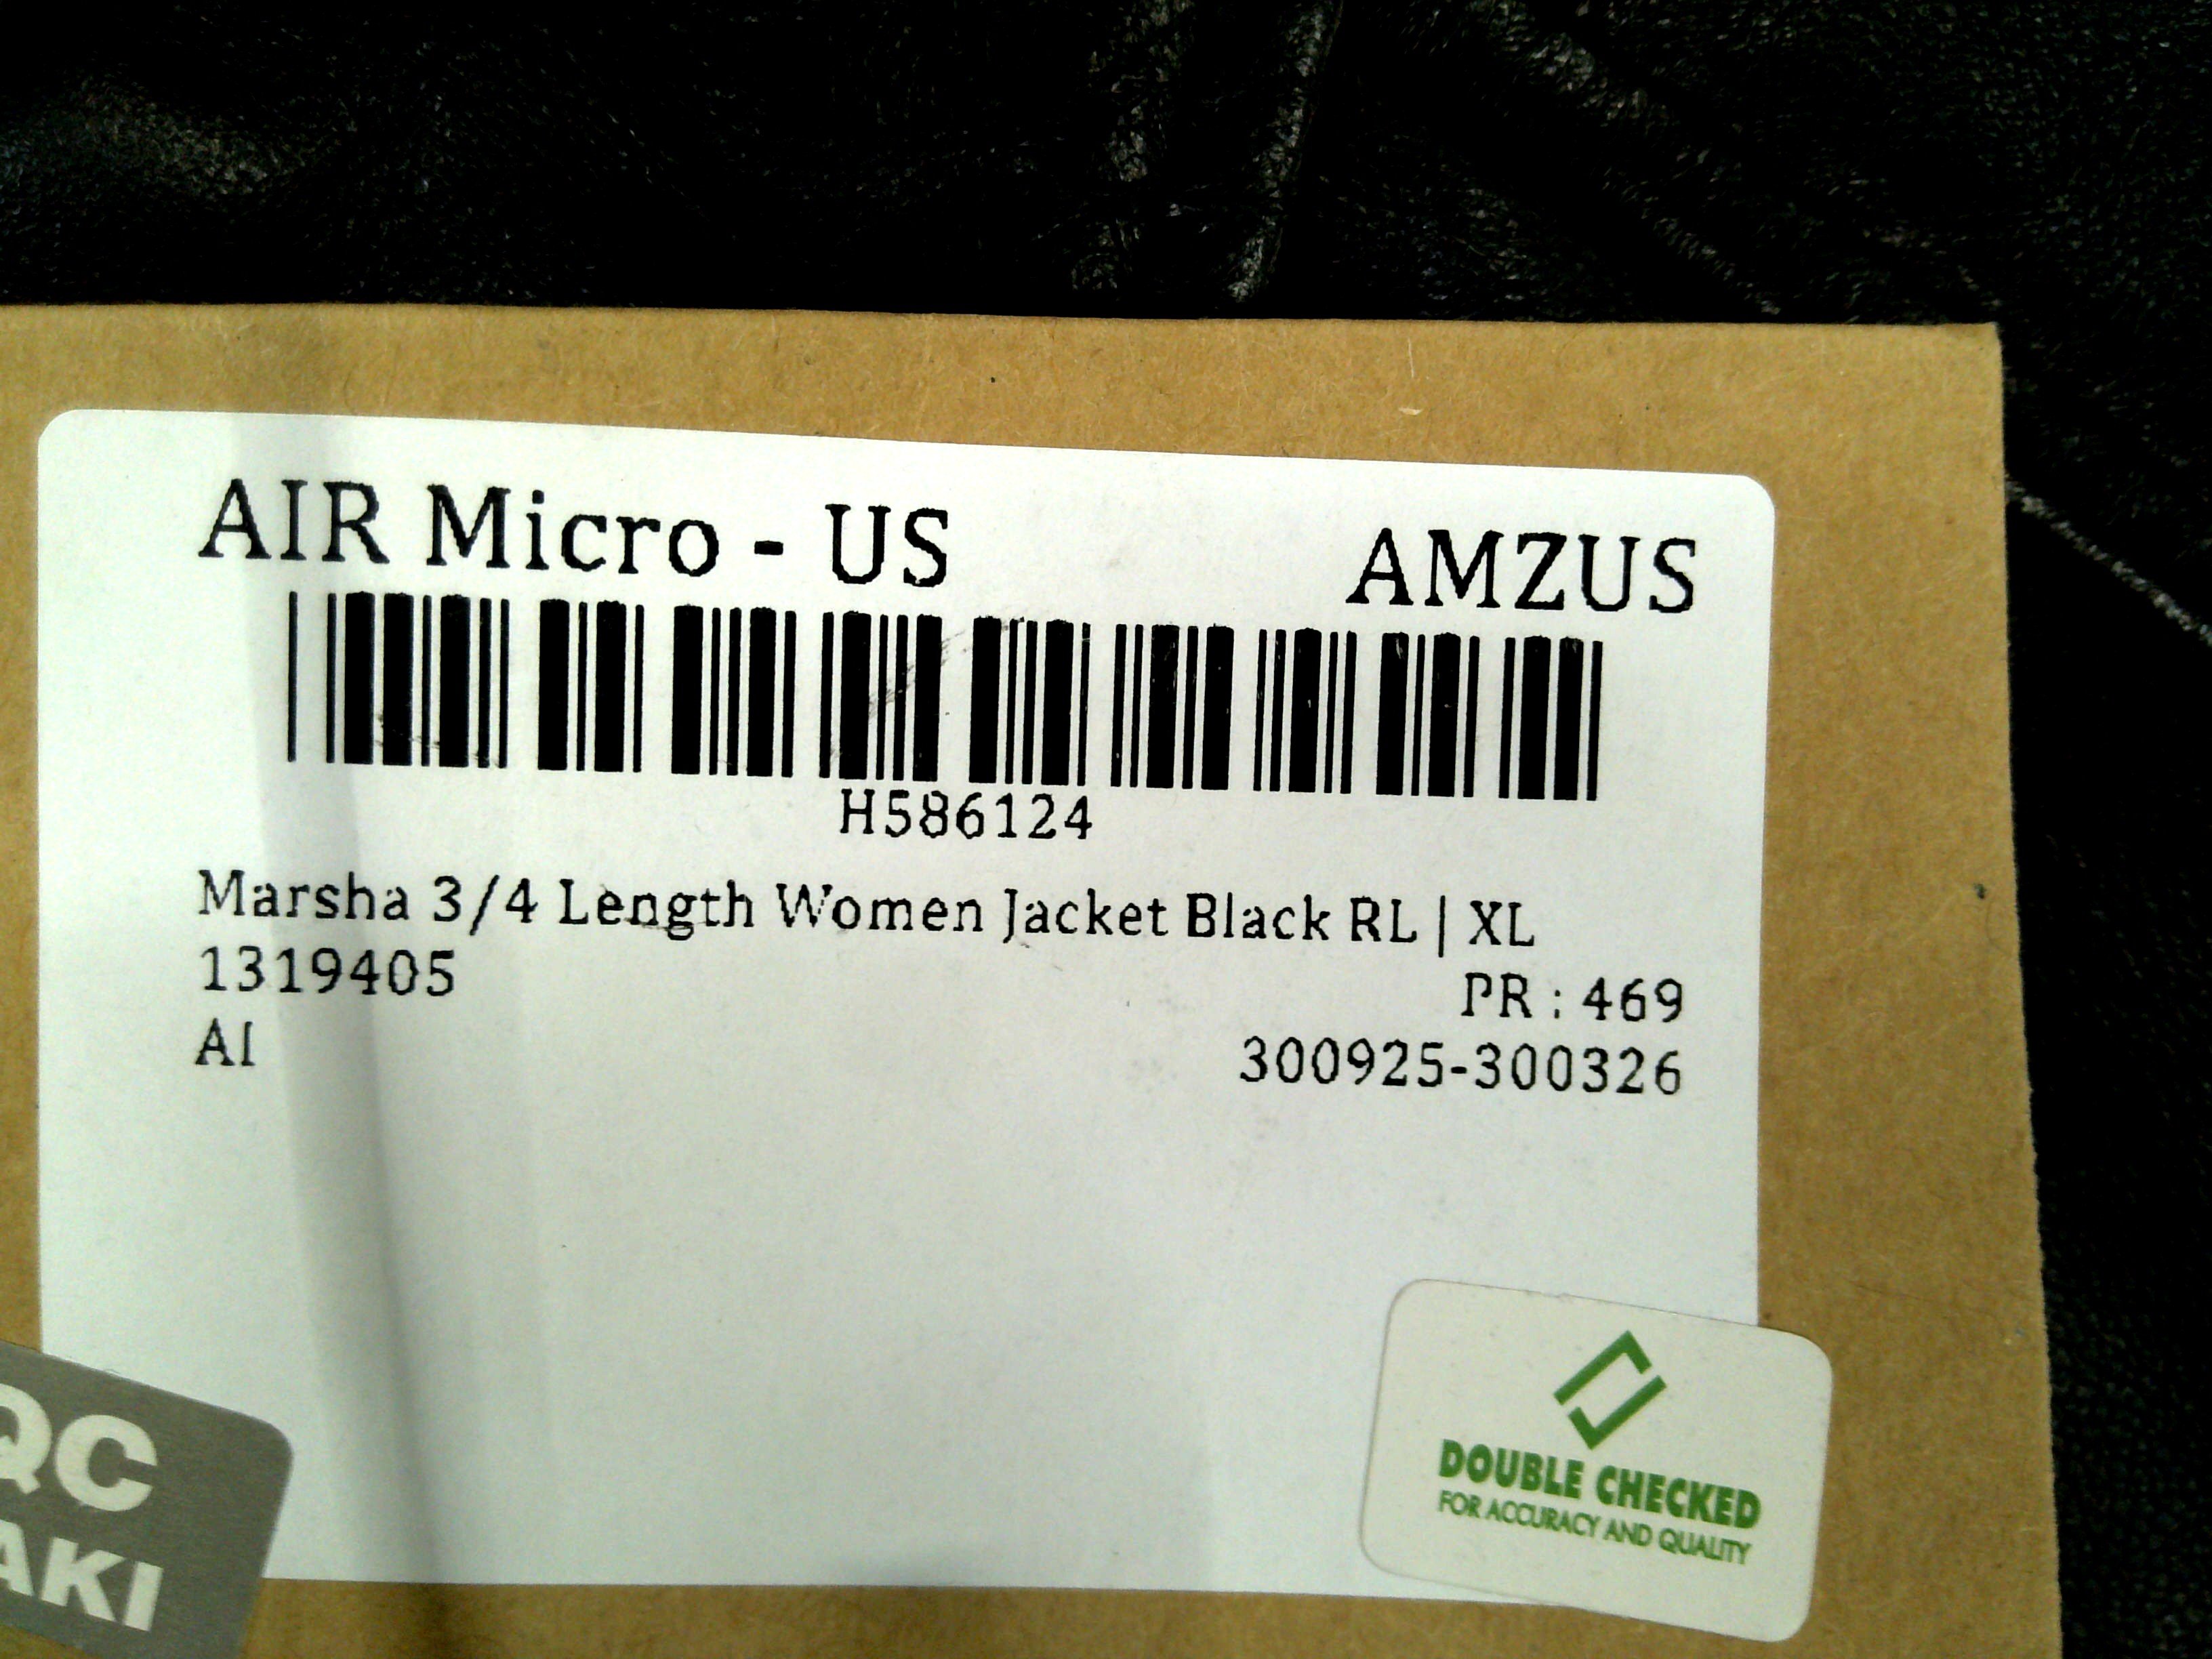 AIR Micro - US AMZUS
H586124
Marsha 3/4 Length Women Jacket Black RL | XL
1319405 PR : 469
AI 300925-300326
DOUBLE CHECKED
FOR ACCURACY AND QUALITY
QC
AKI